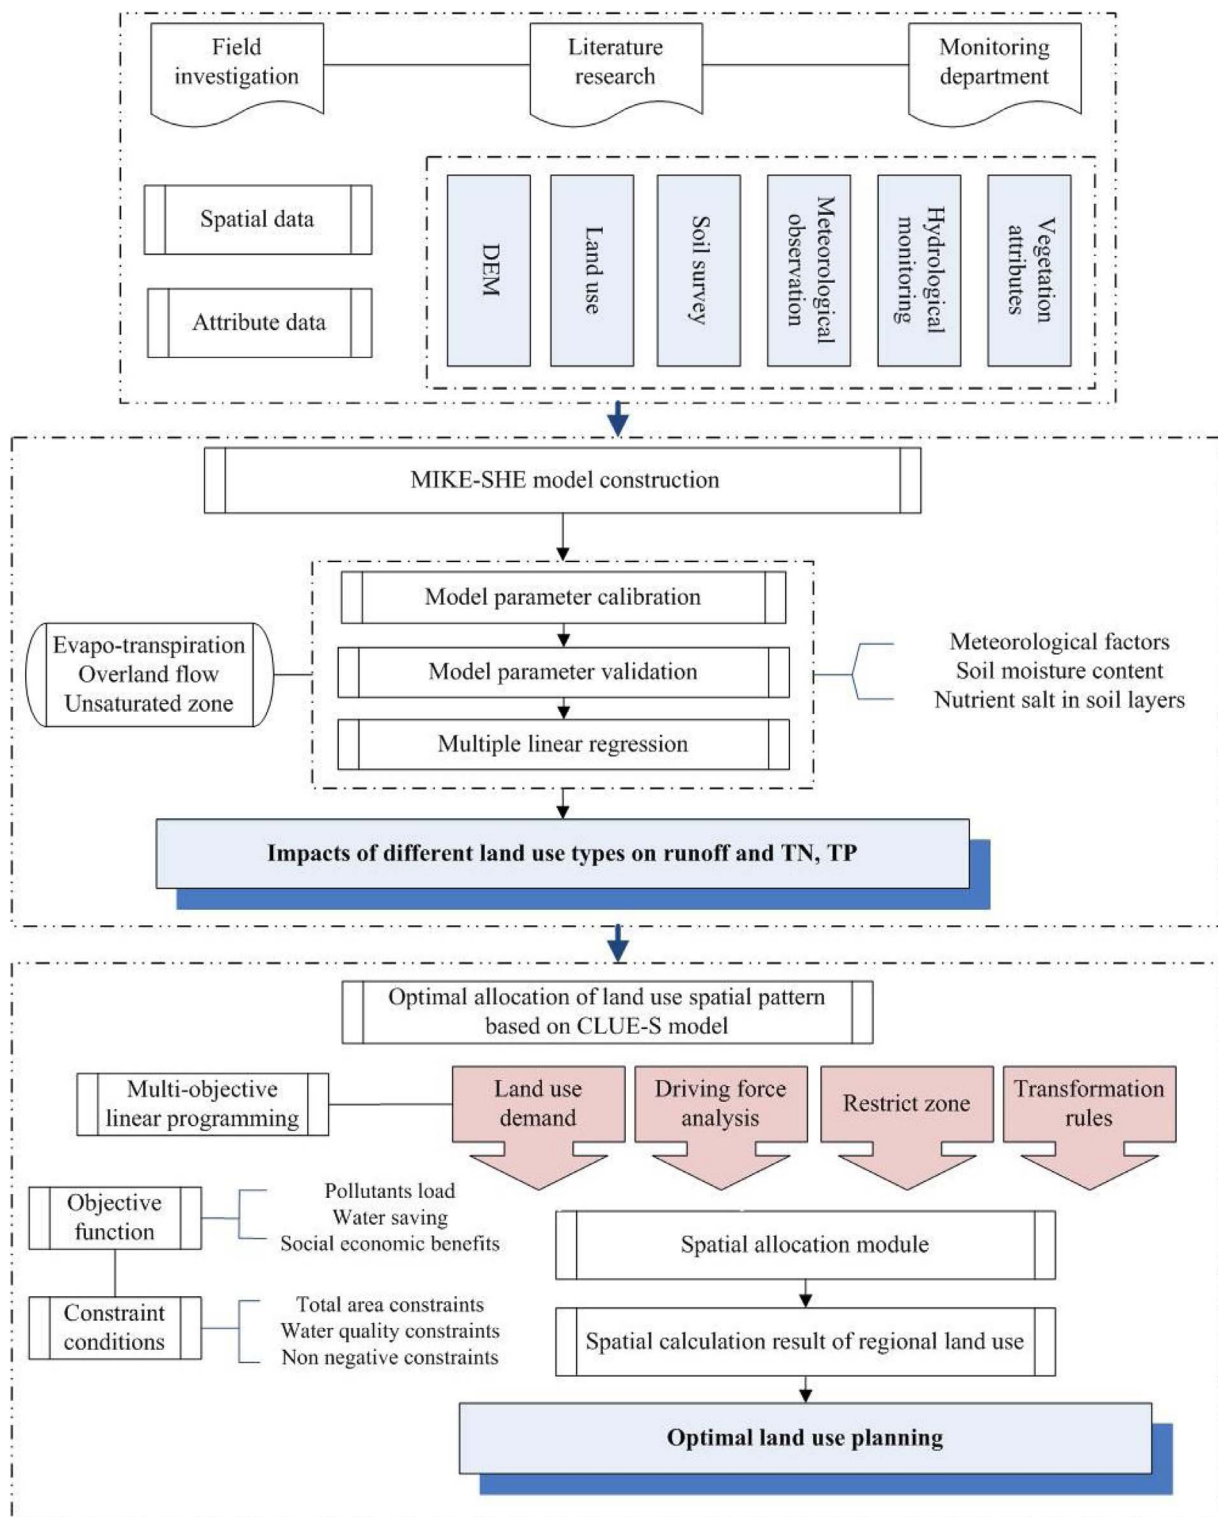 Field
investigation
Literature
research
Monitoring
department
Spatial data
Attribute data
DEM
Land use
Soil survey
Meteorological
observation
Hydrological
monitoring
Vegetation
attributes
MIKE-SHE model construction
Model parameter calibration
Model parameter validation
Multiple linear regression
Evapo-transpiration
Overland flow
Unsaturated zone
Meteorological factors
Soil moisture content
Nutrient salt in soil layers
Impacts of different land use types on runoff and TN, TP
Optimal allocation of land use spatial pattern
based on CLUE-S model
Multi-objective
linear programming
Land use
demand
Driving force
analysis
Restrict zone
Transformation
rules
Objective
function
Pollutants load
Water saving
Social economic benefits
Constraint
conditions
Total area constraints
Water quality constraints
Non negative constraints
Spatial allocation module
Spatial calculation result of regional land use
Optimal land use planning